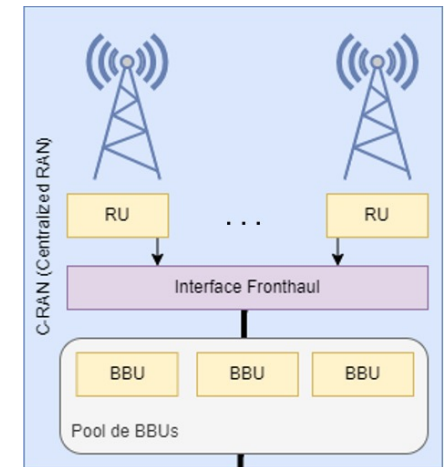 C-RAN (Centralized RAN)
RU
. . .
RU
Interface Fronthaul
BBU
BBU
BBU
Pool de BBUs